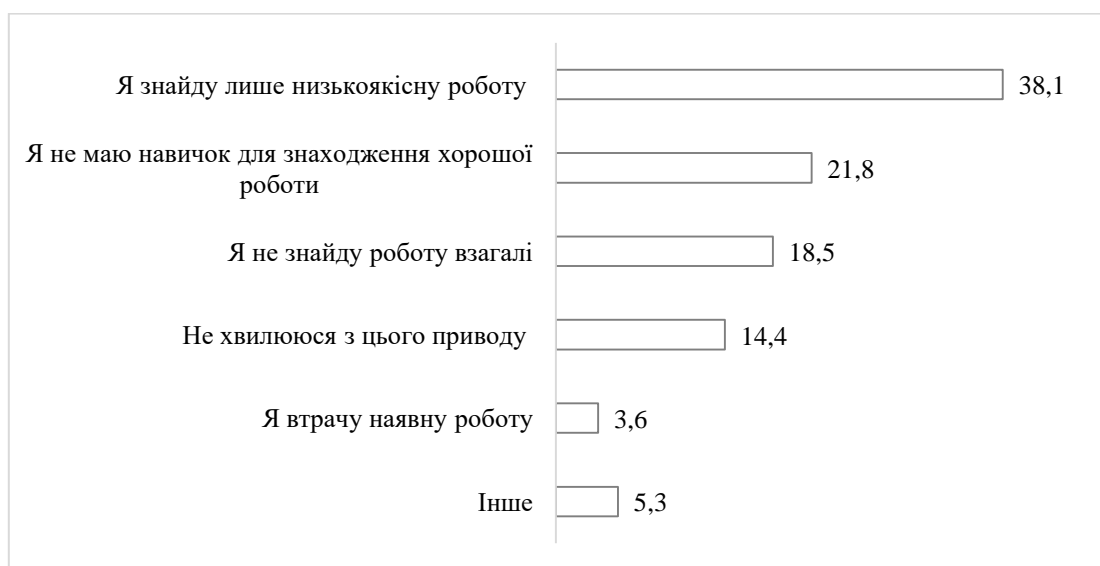 Я знайду лише низькоякісну роботу 38,1
Я не маю навичок для знаходження хорошої
роботи 21,8
Я не знайду роботу взагалі 18,5
Не хвилююся з цього приводу 14,4
Я втрачу наявну роботу 3,6
Інше 5,3